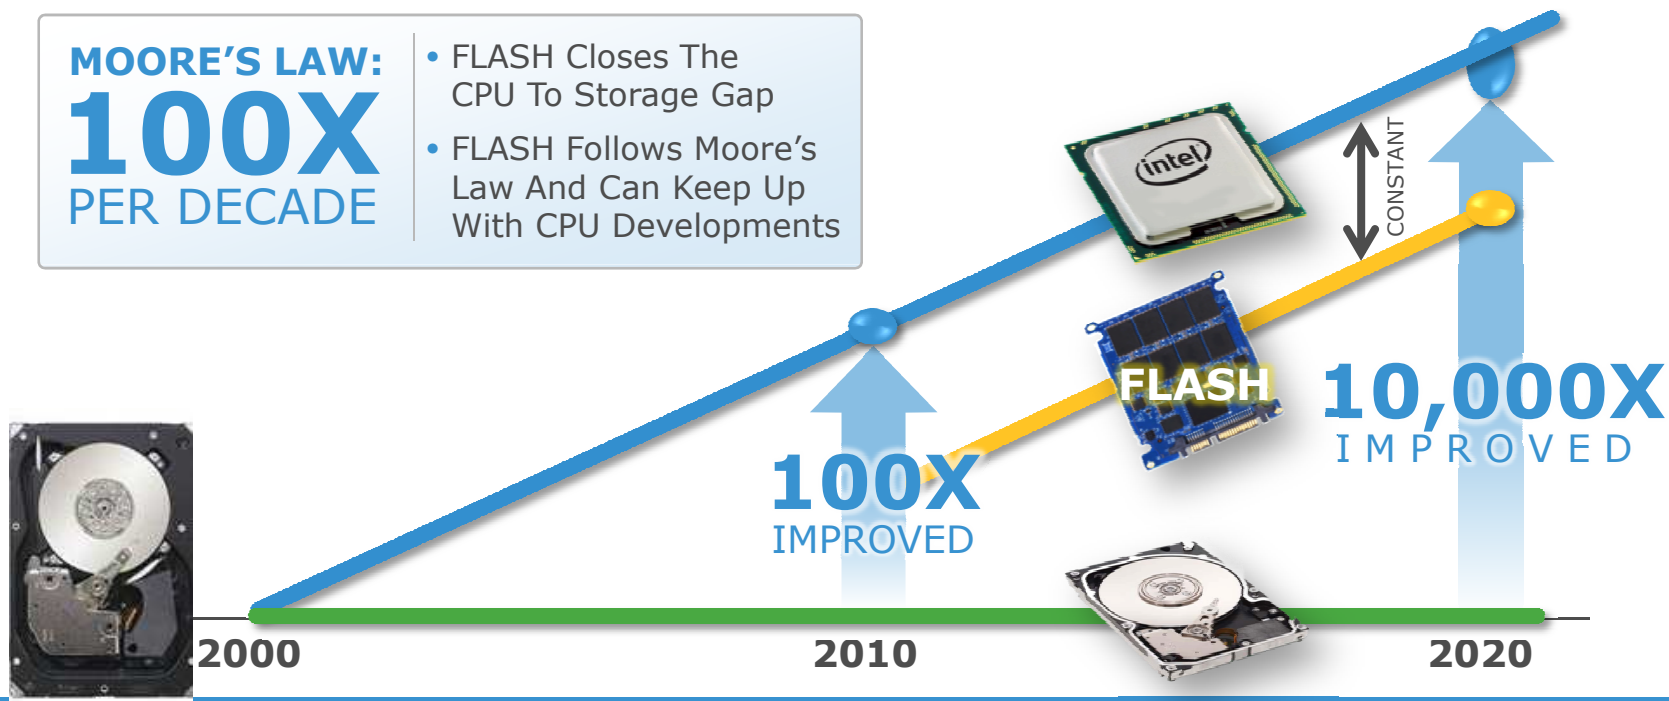 MOORE’S LAW:
100X
PER DECADE
• FLASH Closes The
CPU To Storage Gap
• FLASH Follows Moore’s
Law And Can Keep Up
With CPU Developments
intel
CONSTANT
FLASH
100X
IMPROVED
10,000X
IMPROVED
2000
2010
2020